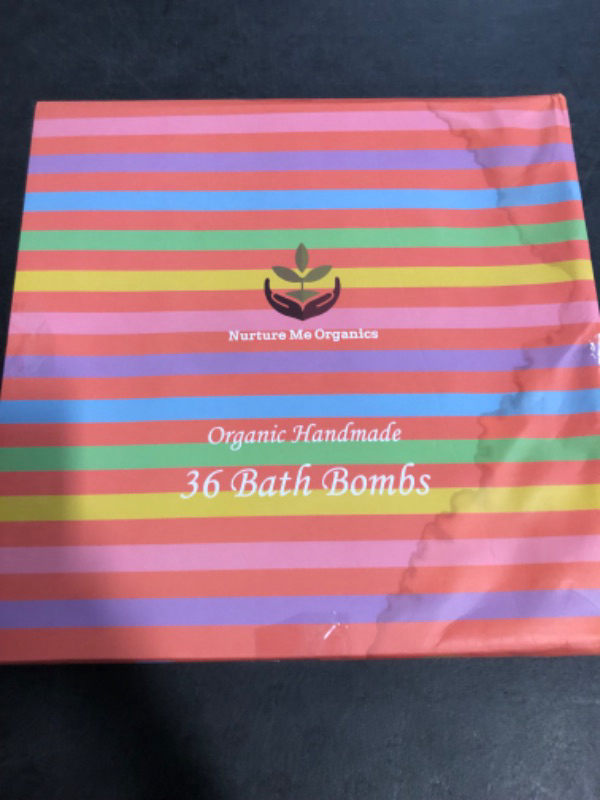 Nurture Me Organics
Organic Handmade
36 Bath Bombs